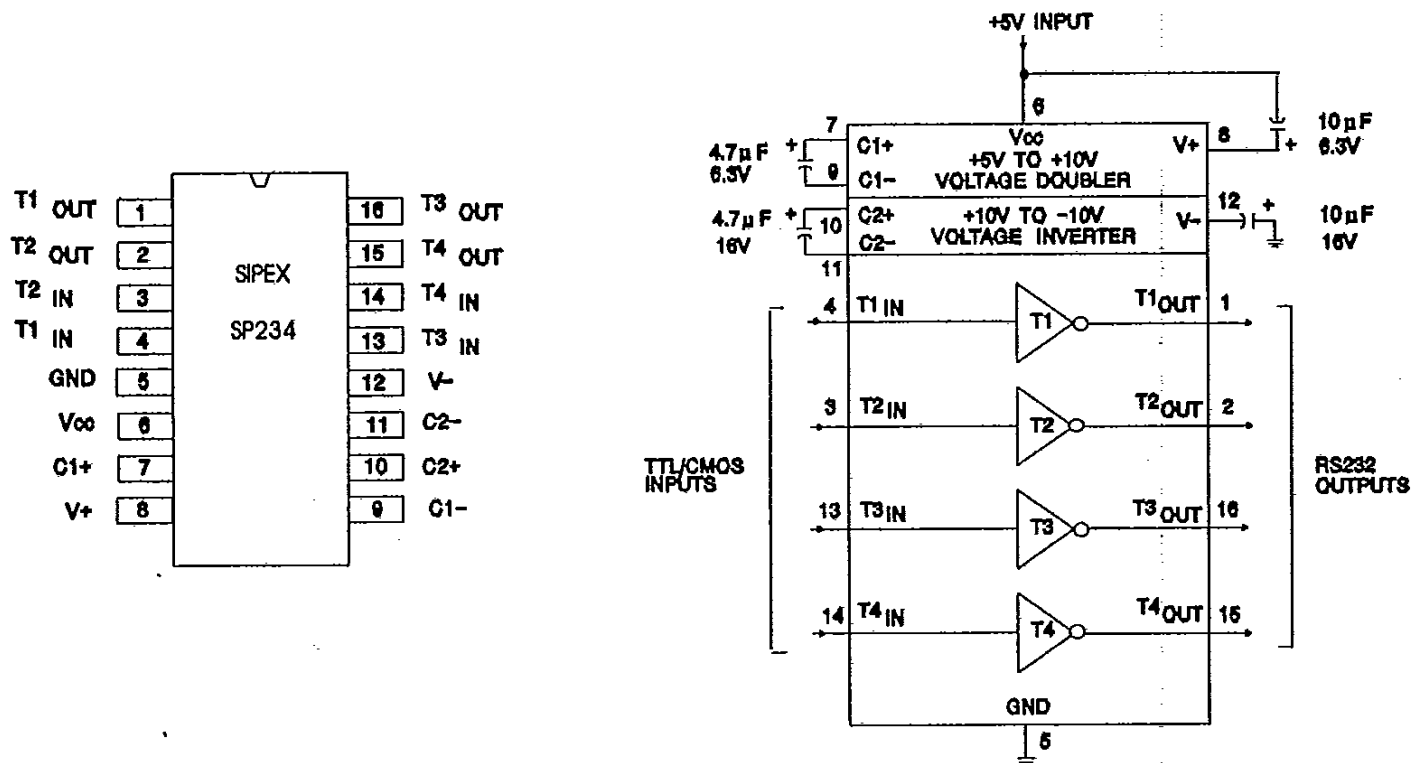 T1 OUT 1
T2 OUT 2
T2 IN 3
T1 IN 4
GND 5
Vcc 6
C1+ 7
V+ 8
SIPEX
SP234
16 T3 OUT
15 T4 OUT
14 T4 IN
13 T3 IN
12 V-
11 C2-
10 C2+
9 C1-
+5V INPUT
6
Vcc
7
C1+
4.7µF
6.3V
+
9
C1-
+5V TO +10V
VOLTAGE DOUBLER
V+
8
+
10µF
6.3V
4.7µF
16V
+
10
C2+
C2-
11
+10V TO -10V
VOLTAGE INVERTER
V-
12
+
10µF
16V
4 T1 IN T1 T1 OUT 1
3 T2 IN T2 T2 OUT 2
TTL/CMOS
INPUTS
RS232
OUTPUTS
13 T3 IN T3 T3 OUT 16
14 T4 IN T4 T4 OUT 15
GND
5